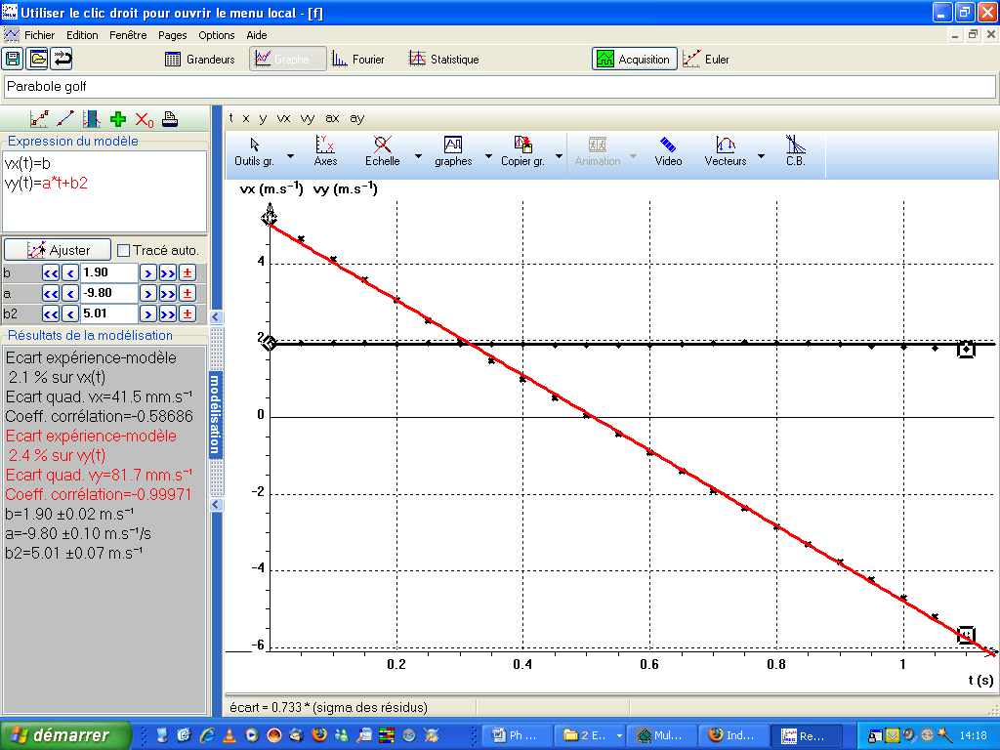 Utiliser le clic droit pour ouvrir le menu local - [f]
Fichier Edition Fenêtre Pages Options Aide
Grandeurs Graphe Fourier Statistique Acquisition Euler
Parabole golf
t x y vx vy ax ay
Outils gr. Axes Echelle graphes Copier gr. Animation Video Vecteurs C.B.
Expression du modèle
vx(t)=b
vy(t)=a*t+b2
Ajuster Tracé auto.
b << < 1.90 > >> ±
a << < -9.80 > >> ±
b2 << < 5.01 > >> ±
Résultats de la modélisation
Ecart expérience-modèle
2.1 % sur vx(t)
Ecart quad. vx=41.5 mm.s⁻¹
Coeff. corrélation=-0.58686
Ecart expérience-modèle
2.4 % sur vy(t)
Ecart quad. vy=81.7 mm.s⁻¹
Coeff. corrélation=-0.99971
b=1.90 ±0.02 m.s⁻¹
a=-9.80 ±0.10 m.s⁻¹/s
b2=5.01 ±0.07 m.s⁻¹
modélisation
vx (m.s⁻¹) vy (m.s⁻¹)
4
2
0
-2
-4
-6
0.2 0.4 0.6 0.8 1
t (s)
écart = 0.733 * (sigma des résidus)
démarrer Ph ... 2 E... Mul... Ind... Re... 14:18